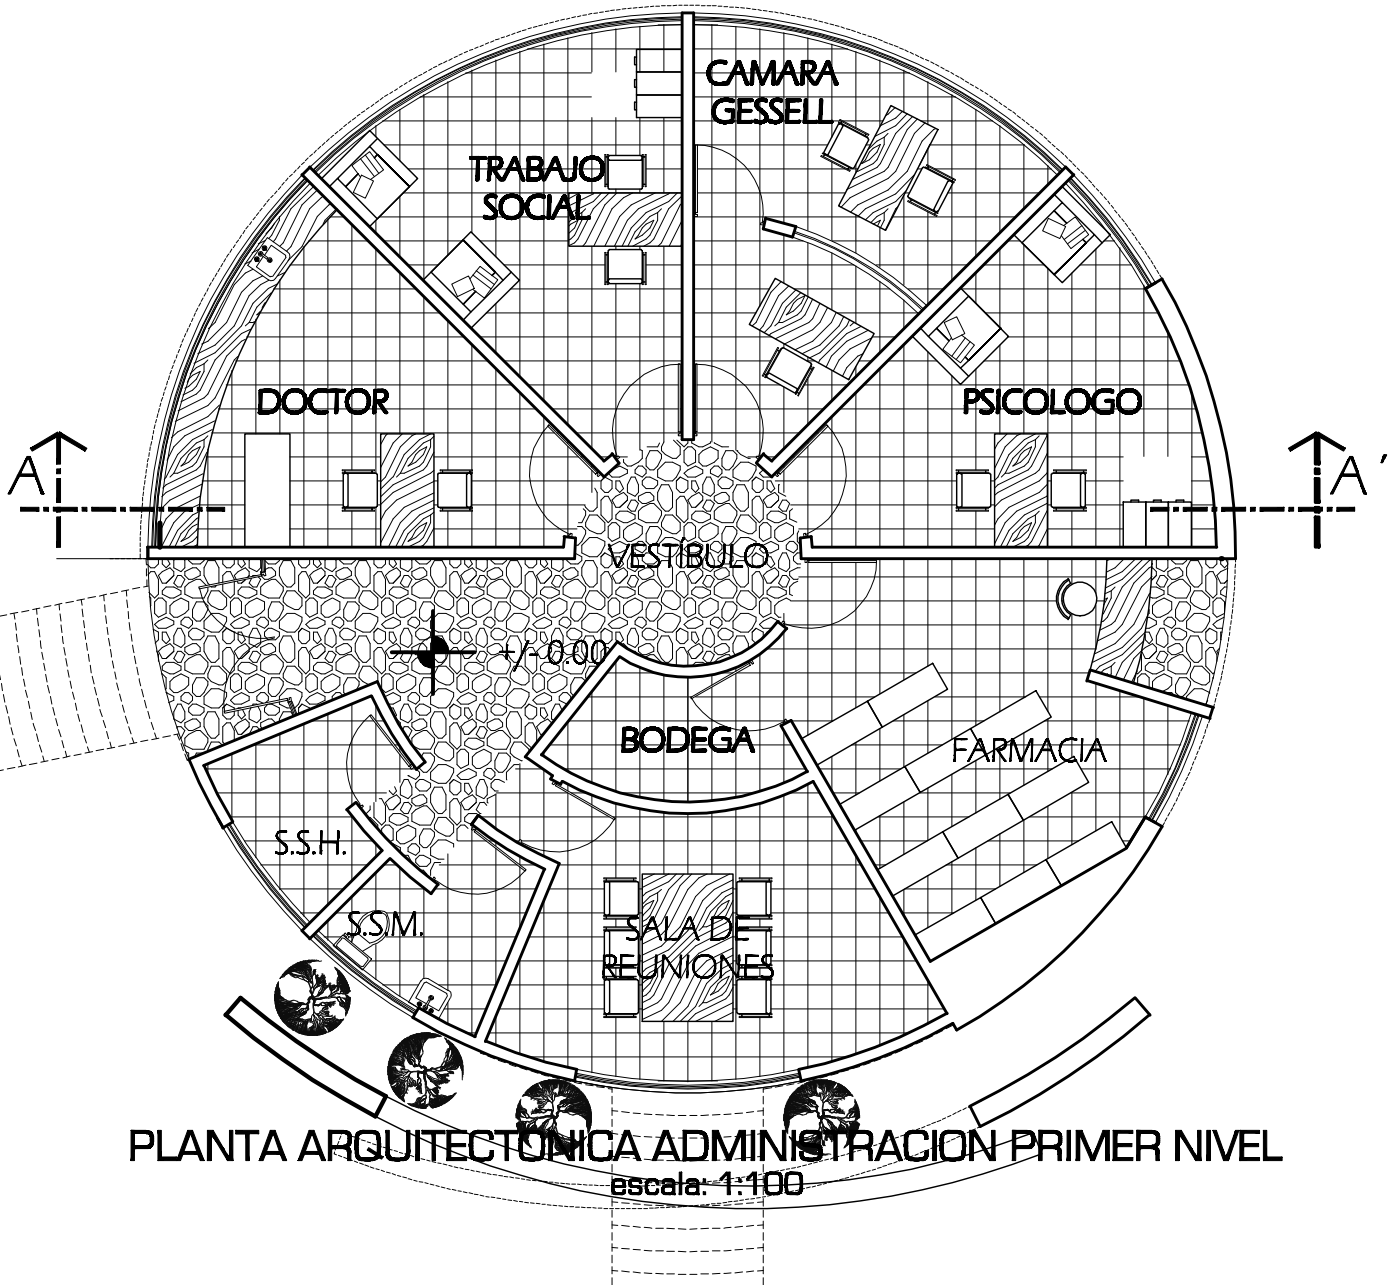 CAMARA
GESSELL
TRABAJO
SOCIAL
DOCTOR
PSICOLOGO
A
A'
VESTÍBULO
+/- 0.00
BODEGA
FARMACIA
S.S.H.
S.S.M.
SALA DE
REUNIONES
PLANTA ARQUITECTONICA ADMINISTRACION PRIMER NIVEL
escala: 1:100